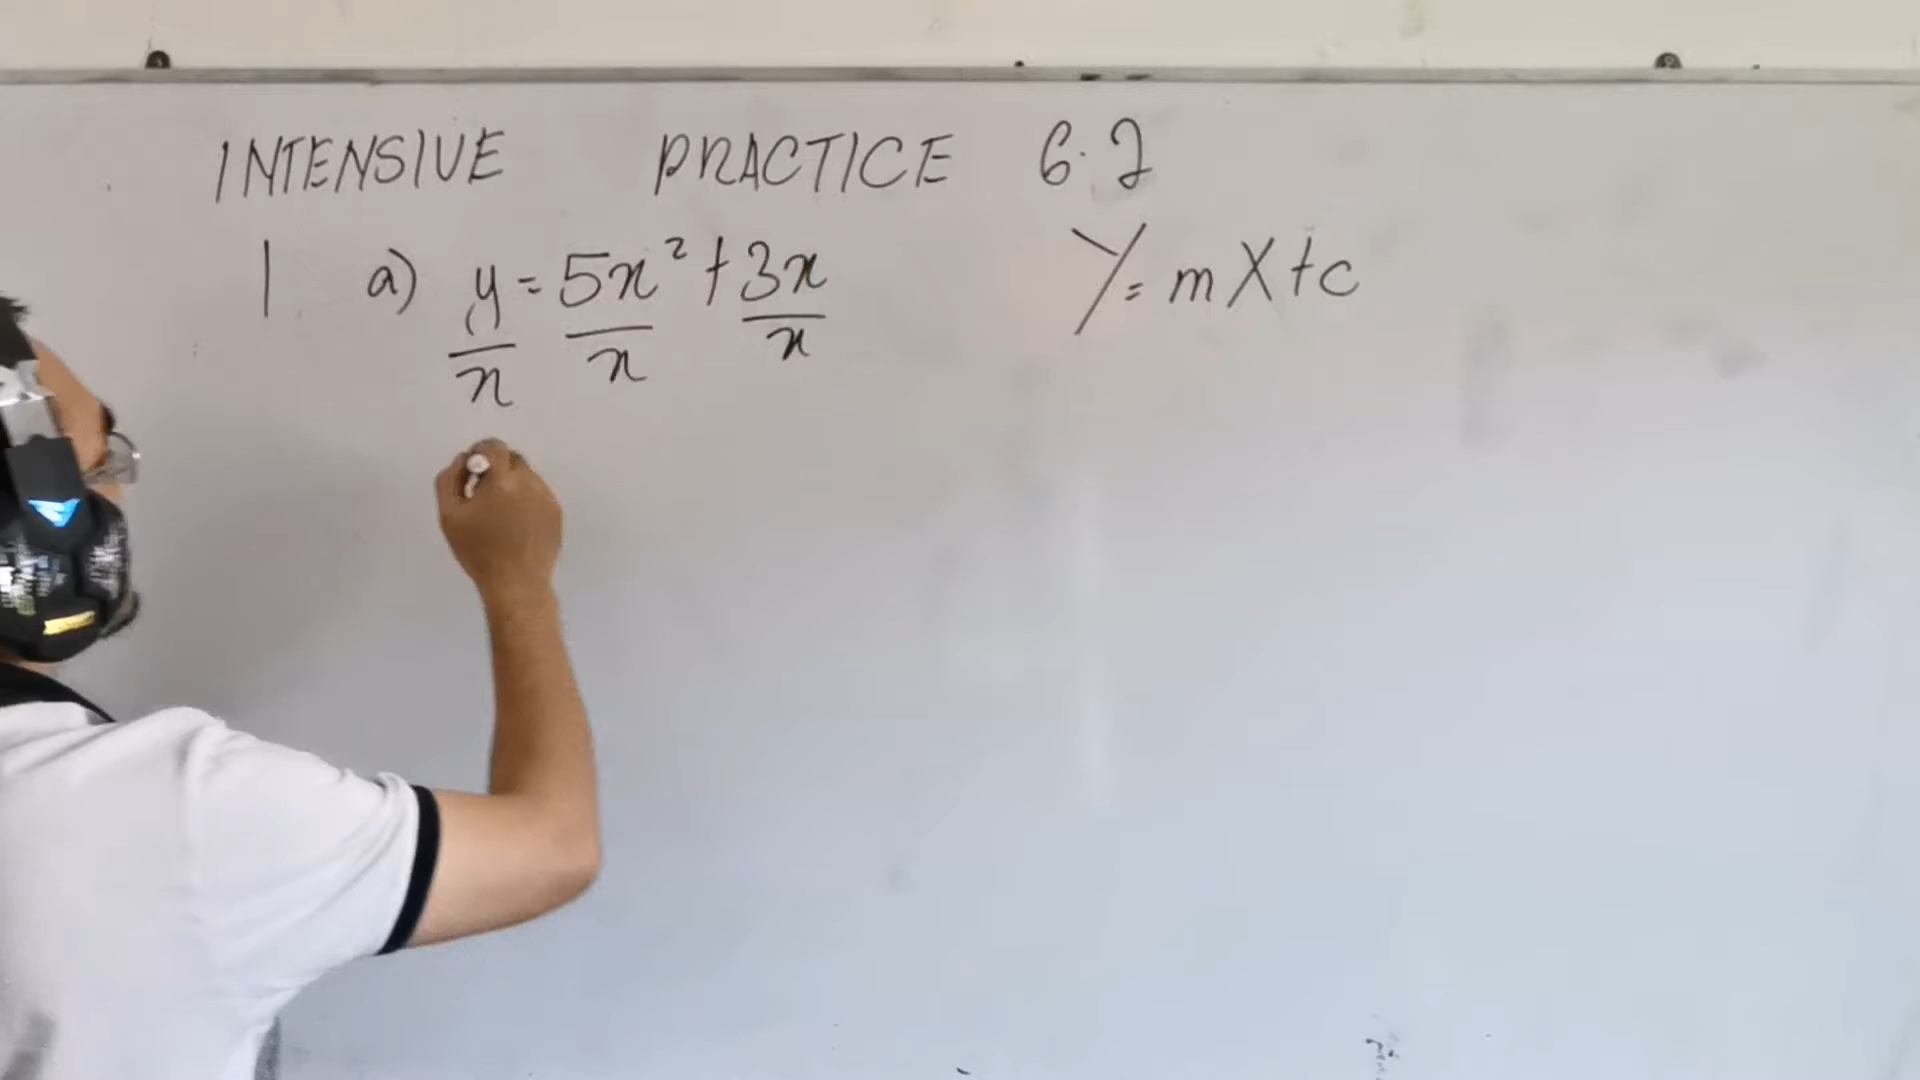 INTENSIVE PRACTICE 6.2
1 a) y/x = 5x²/x + 3x/x
Y = mX + c